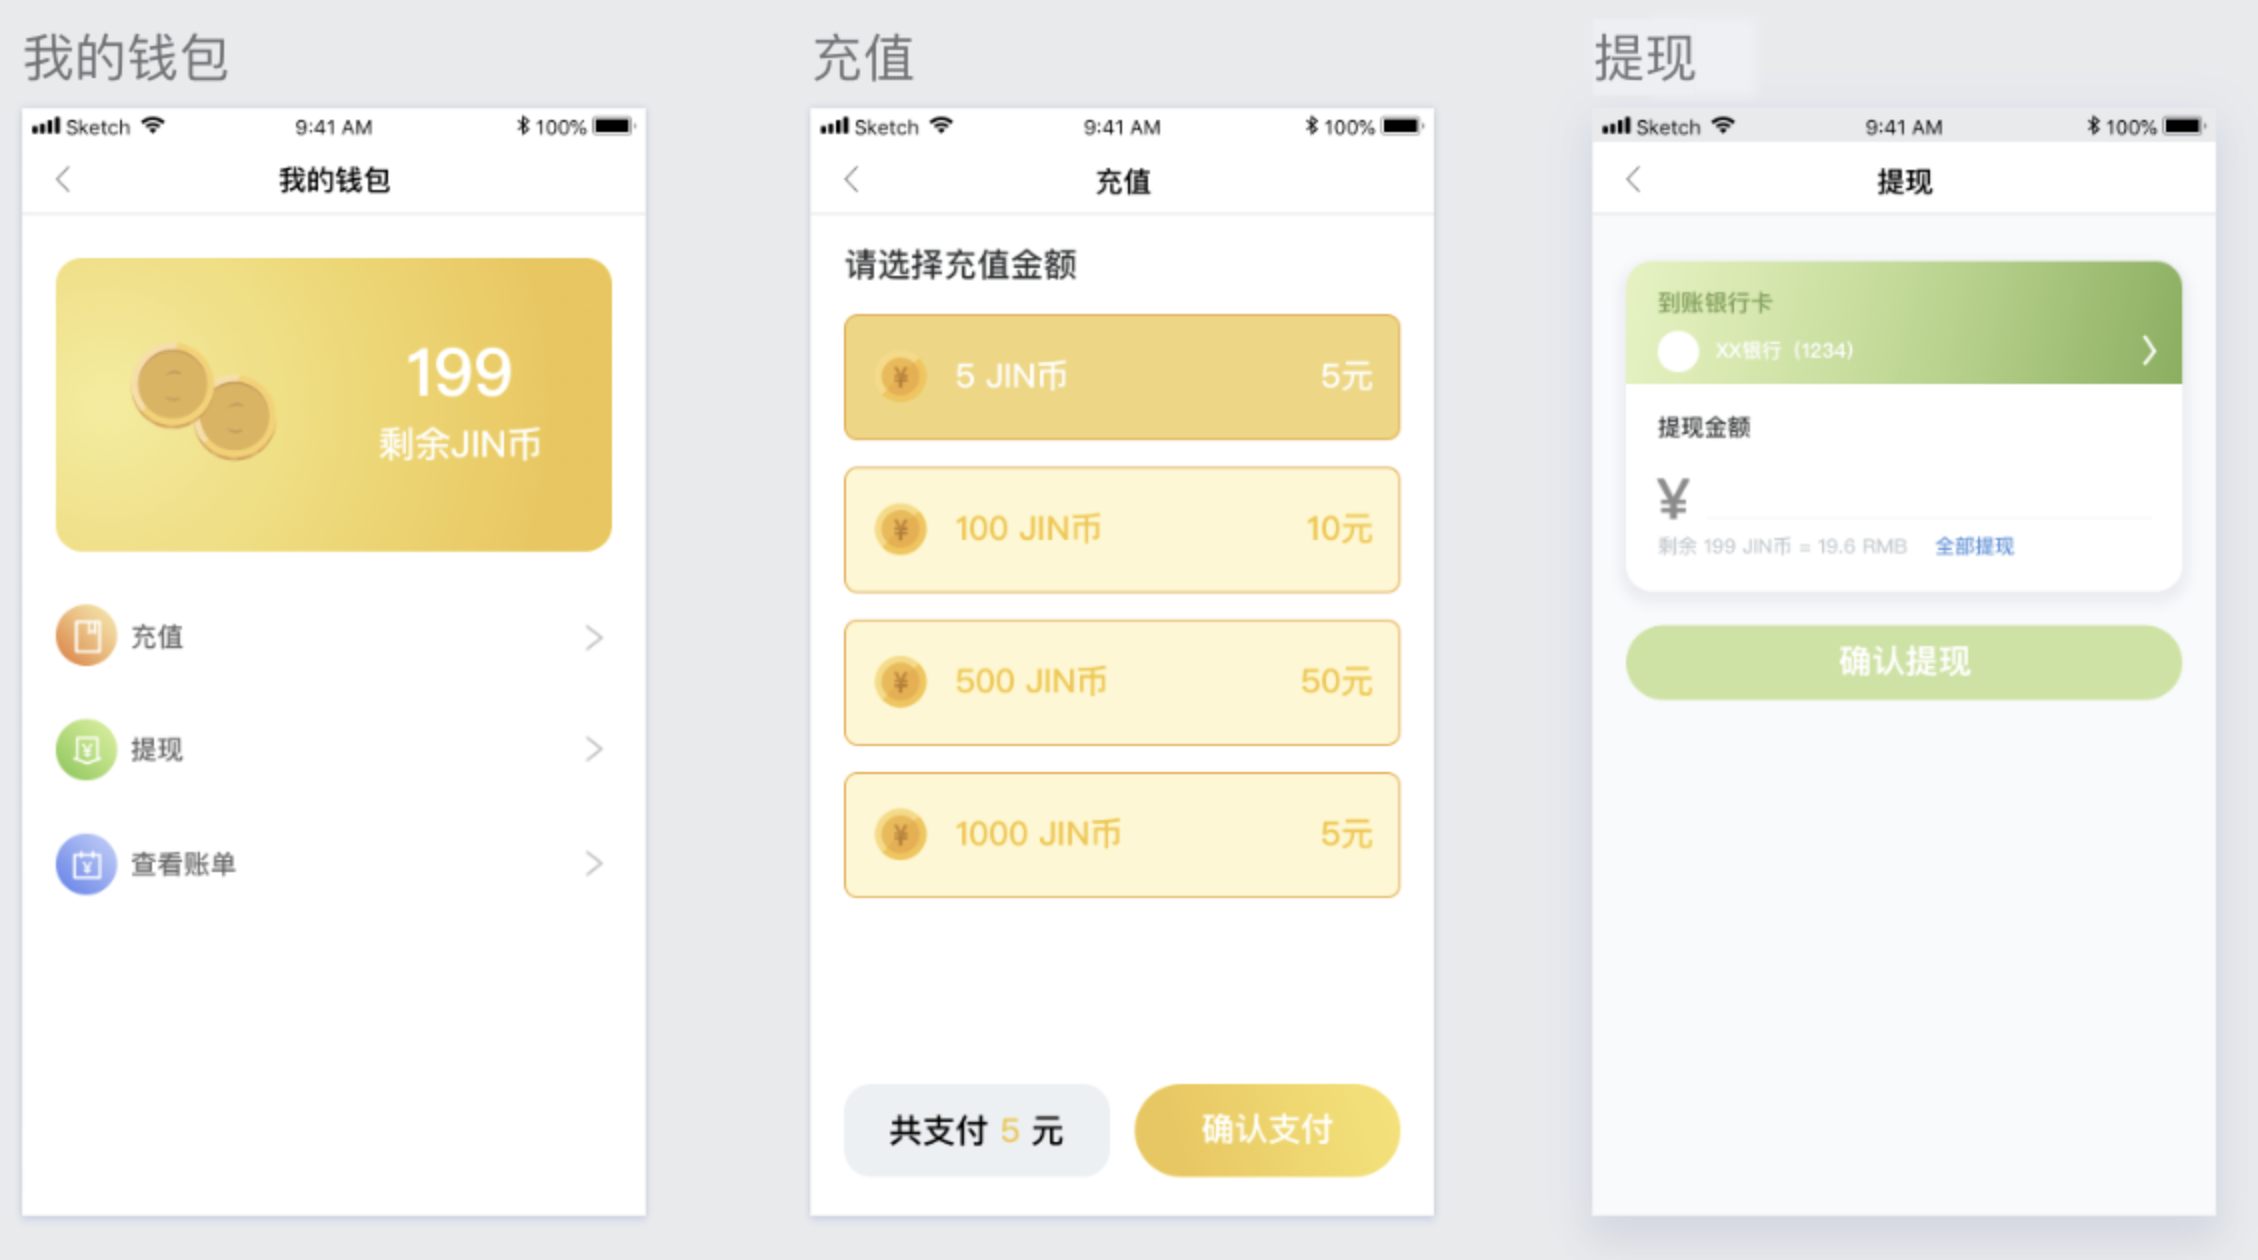 我的钱包
Sketch 9:41 AM 100%
我的钱包
199
剩余JIN币
充值
提现
查看账单
充值
Sketch 9:41 AM 100%
充值
请选择充值金额
¥ 5 JIN币 5元
¥ 100 JIN币 10元
¥ 500 JIN币 50元
¥ 1000 JIN币 5元
共支付 5 元
确认支付
提现
Sketch 9:41 AM 100%
提现
到账银行卡
XX银行（1234）
提现金额
¥
剩余 199 JIN币 = 19.6 RMB 全部提现
确认提现